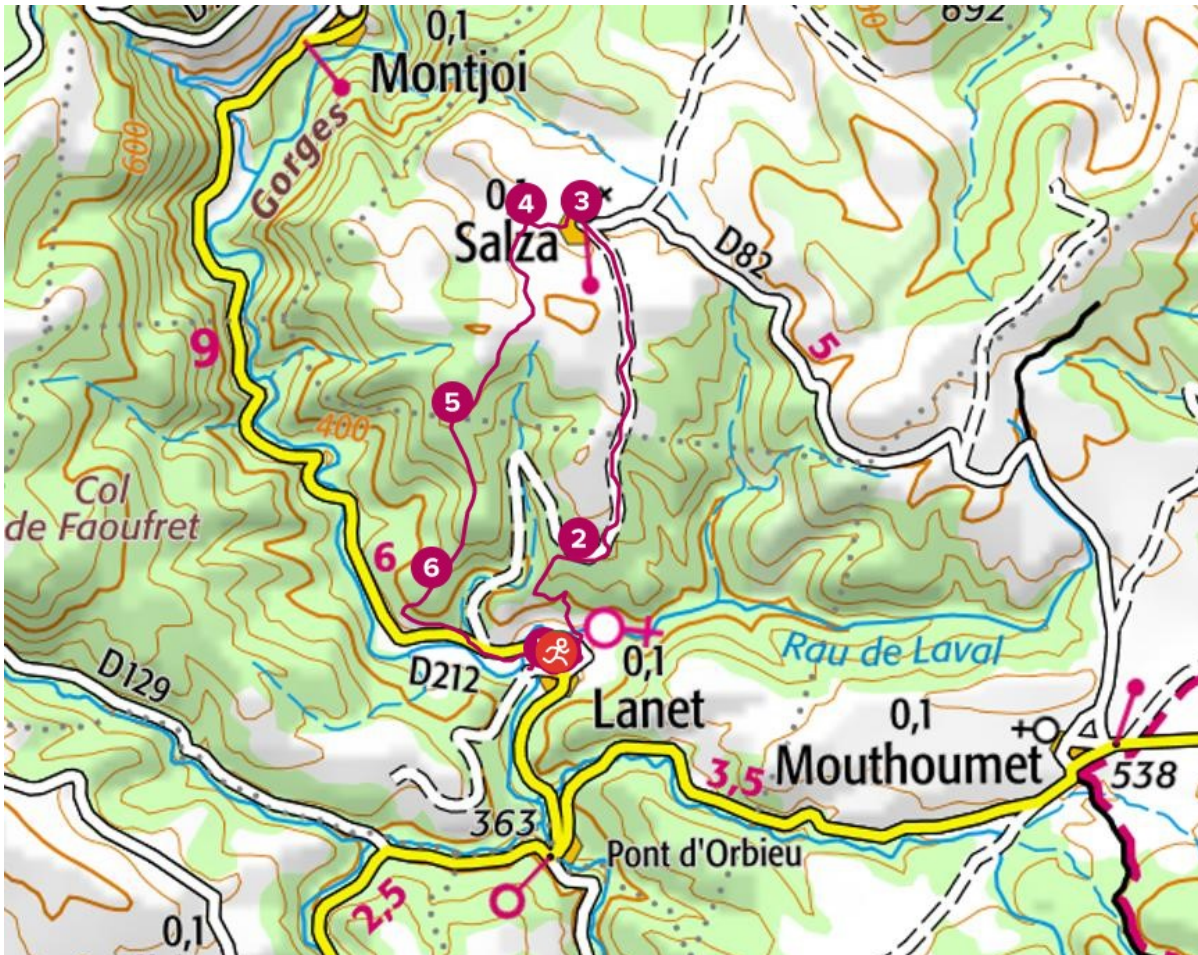 0,1
Montjoi
692
600
Gorges
3
4
Salza
D82
5
9
5
400
Col
de Faoufret
2
6
6
Rau de Laval
D212
0,1
D129
Lanet
0,1
Mouthoumet
3,5
538
363
Pont d'Orbieu
2,5
0,1